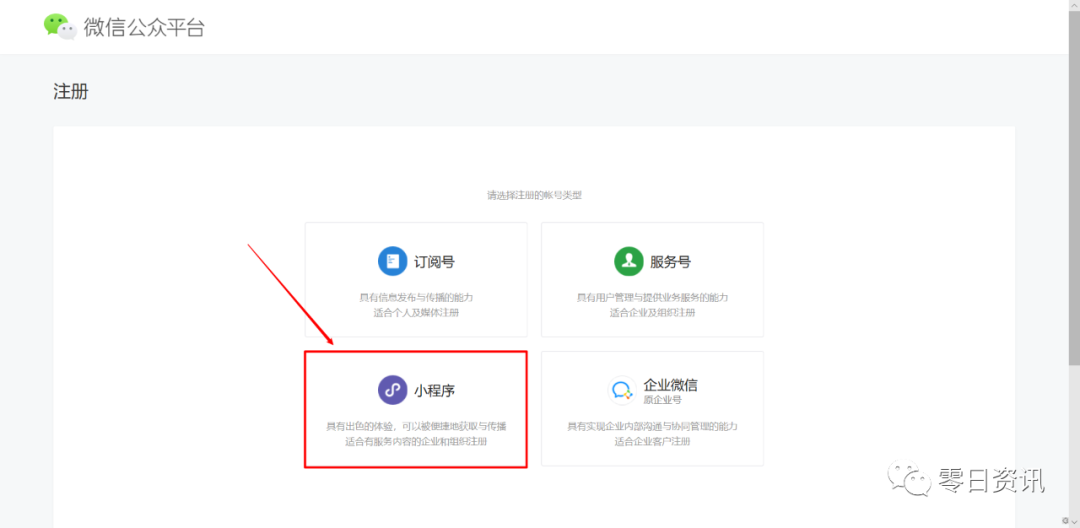 微信公众平台
注册
请选择注册的帐号类型
订阅号
具有信息发布与传播的能力
适合个人及媒体注册
服务号
具有用户管理与提供业务服务的能力
适合企业及组织注册
小程序
具有出色的体验，可以被便捷地获取与传播
适合有服务内容的企业和组织注册
企业微信
原企业号
具有实现企业内部沟通与协同管理的能力
适合企业客户注册
零日资讯